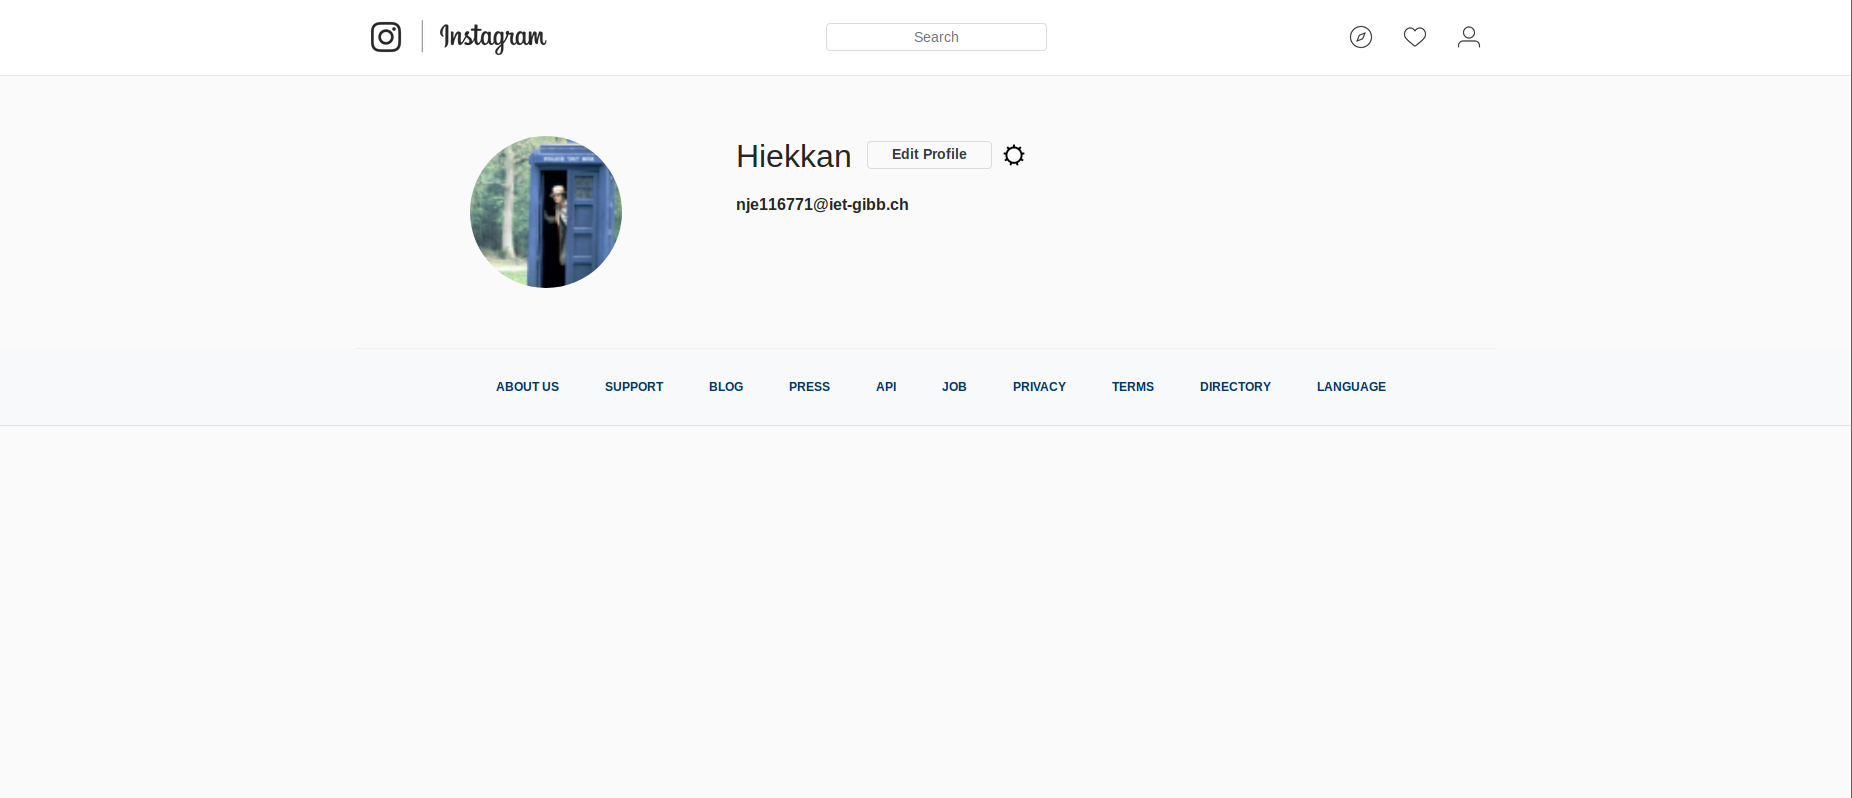 Instagram
Search
Hiekkan
Edit Profile
nje116771@iet-gibb.ch
ABOUT US SUPPORT BLOG PRESS API JOB PRIVACY TERMS DIRECTORY LANGUAGE